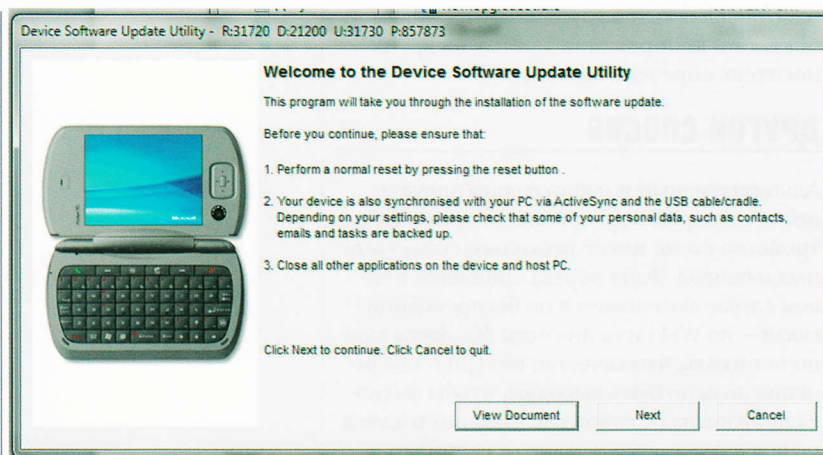 Device Software Update Utility - R:31720 D:21200 U:31730 P:857873
Welcome to the Device Software Update Utility
This program will take you through the installation of the software update.
Before you continue, please ensure that:
1. Perform a normal reset by pressing the reset button .
2. Your device is also synchronised with your PC via ActiveSync and the USB cable/cradle.
Depending on your settings, please check that some of your personal data, such as contacts,
emails and tasks are backed up.
3. Close all other applications on the device and host PC.
Click Next to continue. Click Cancel to quit.
View Document
Next
Cancel